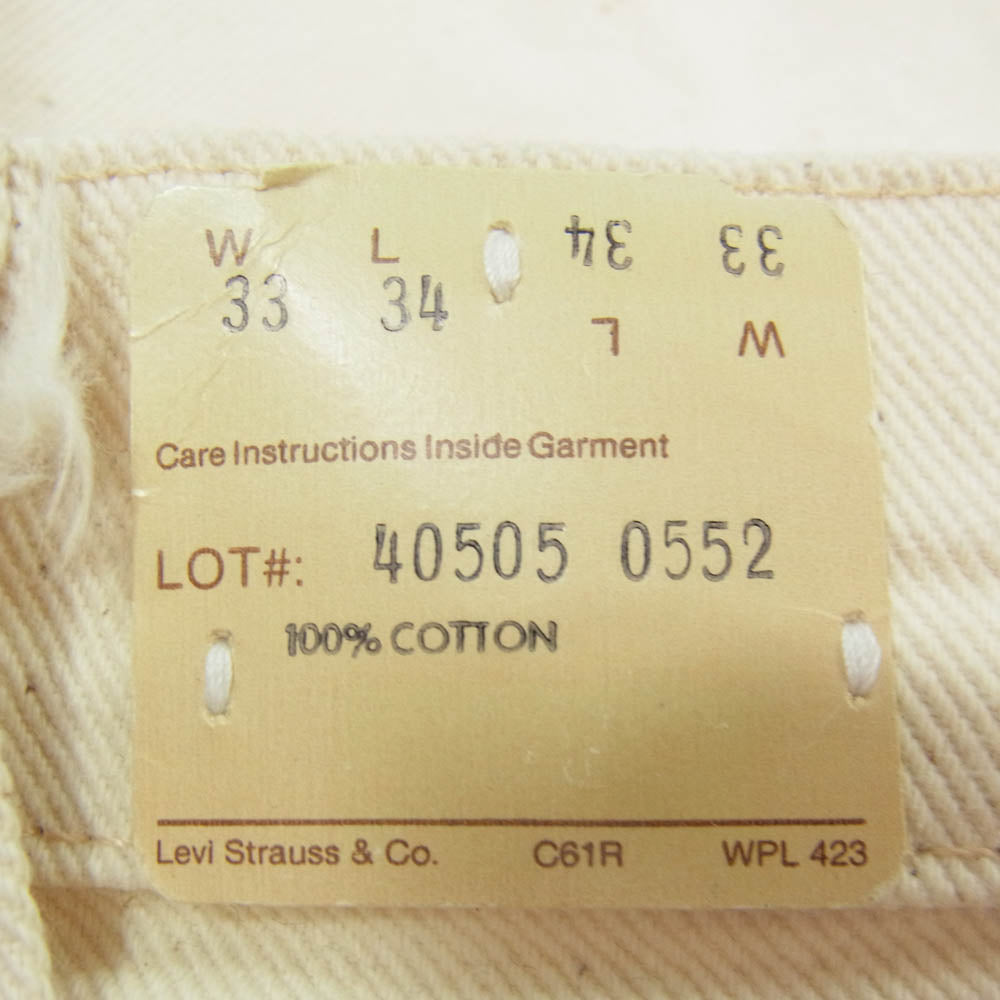 W L
33 34
33 34
W L
Care Instructions Inside Garment
LOT#: 40505 0552
100% COTTON
Levi Strauss & Co. C61R WPL 423